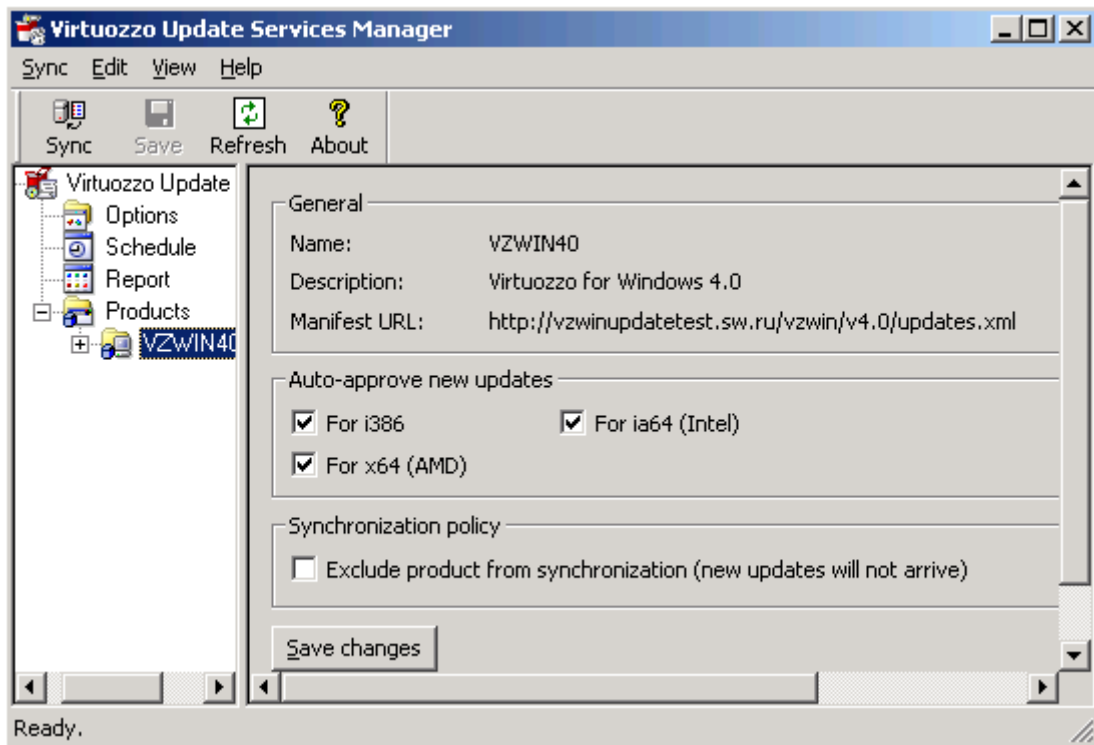 Virtuozzo Update Services Manager
Sync Edit View Help
Sync Save Refresh About
Virtuozzo Update
Options
Schedule
Report
Products
VZWIN40
General
Name: VZWIN40
Description: Virtuozzo for Windows 4.0
Manifest URL: http://vzwinupdatetest.sw.ru/vzwin/v4.0/updates.xml
Auto-approve new updates
For i386 For ia64 (Intel)
For x64 (AMD)
Synchronization policy
Exclude product from synchronization (new updates will not arrive)
Save changes
Ready.